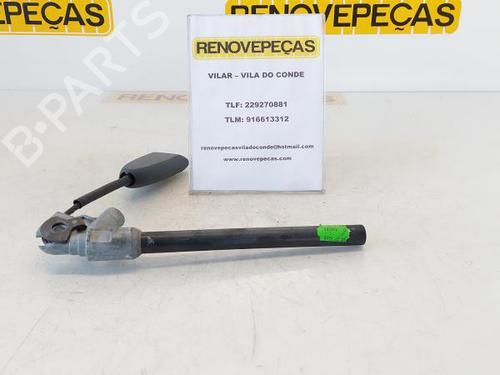 RENOVEPEÇAS
RENOVEPEÇAS
B-PARTS
RENOVEPEÇAS
VILAR – VILA DO CONDE
TLF: 229270881
TLM: 916613312
renovepecasviladoconde@hotmail.com
www.renovepecas.com